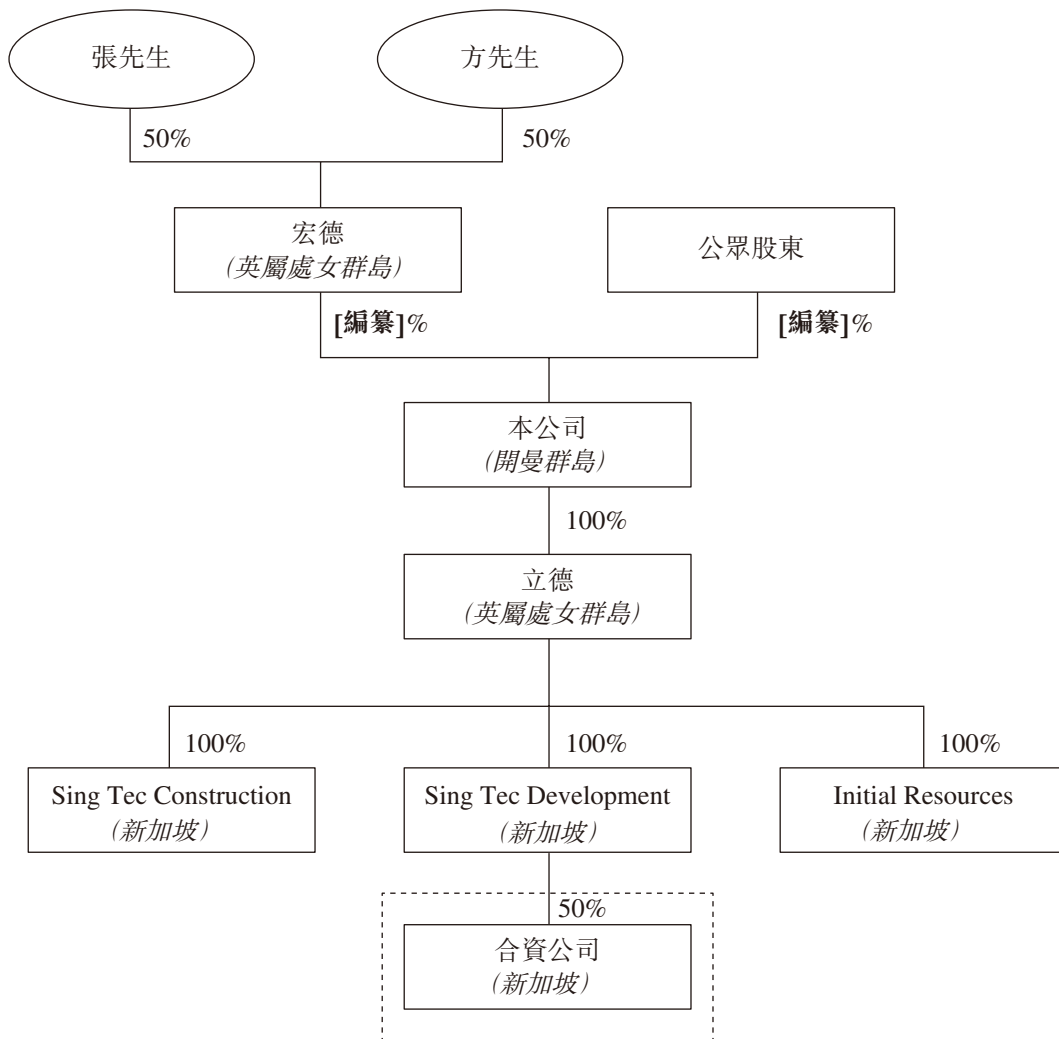 張先生
方先生
50%
50%
宏德
(英屬處女群島)
公眾股東
[編纂]%
[編纂]%
本公司
(開曼群島)
100%
立德
(英屬處女群島)
100%
100%
100%
Sing Tec Construction
(新加坡)
Sing Tec Development
(新加坡)
Initial Resources
(新加坡)
50%
合資公司
(新加坡)